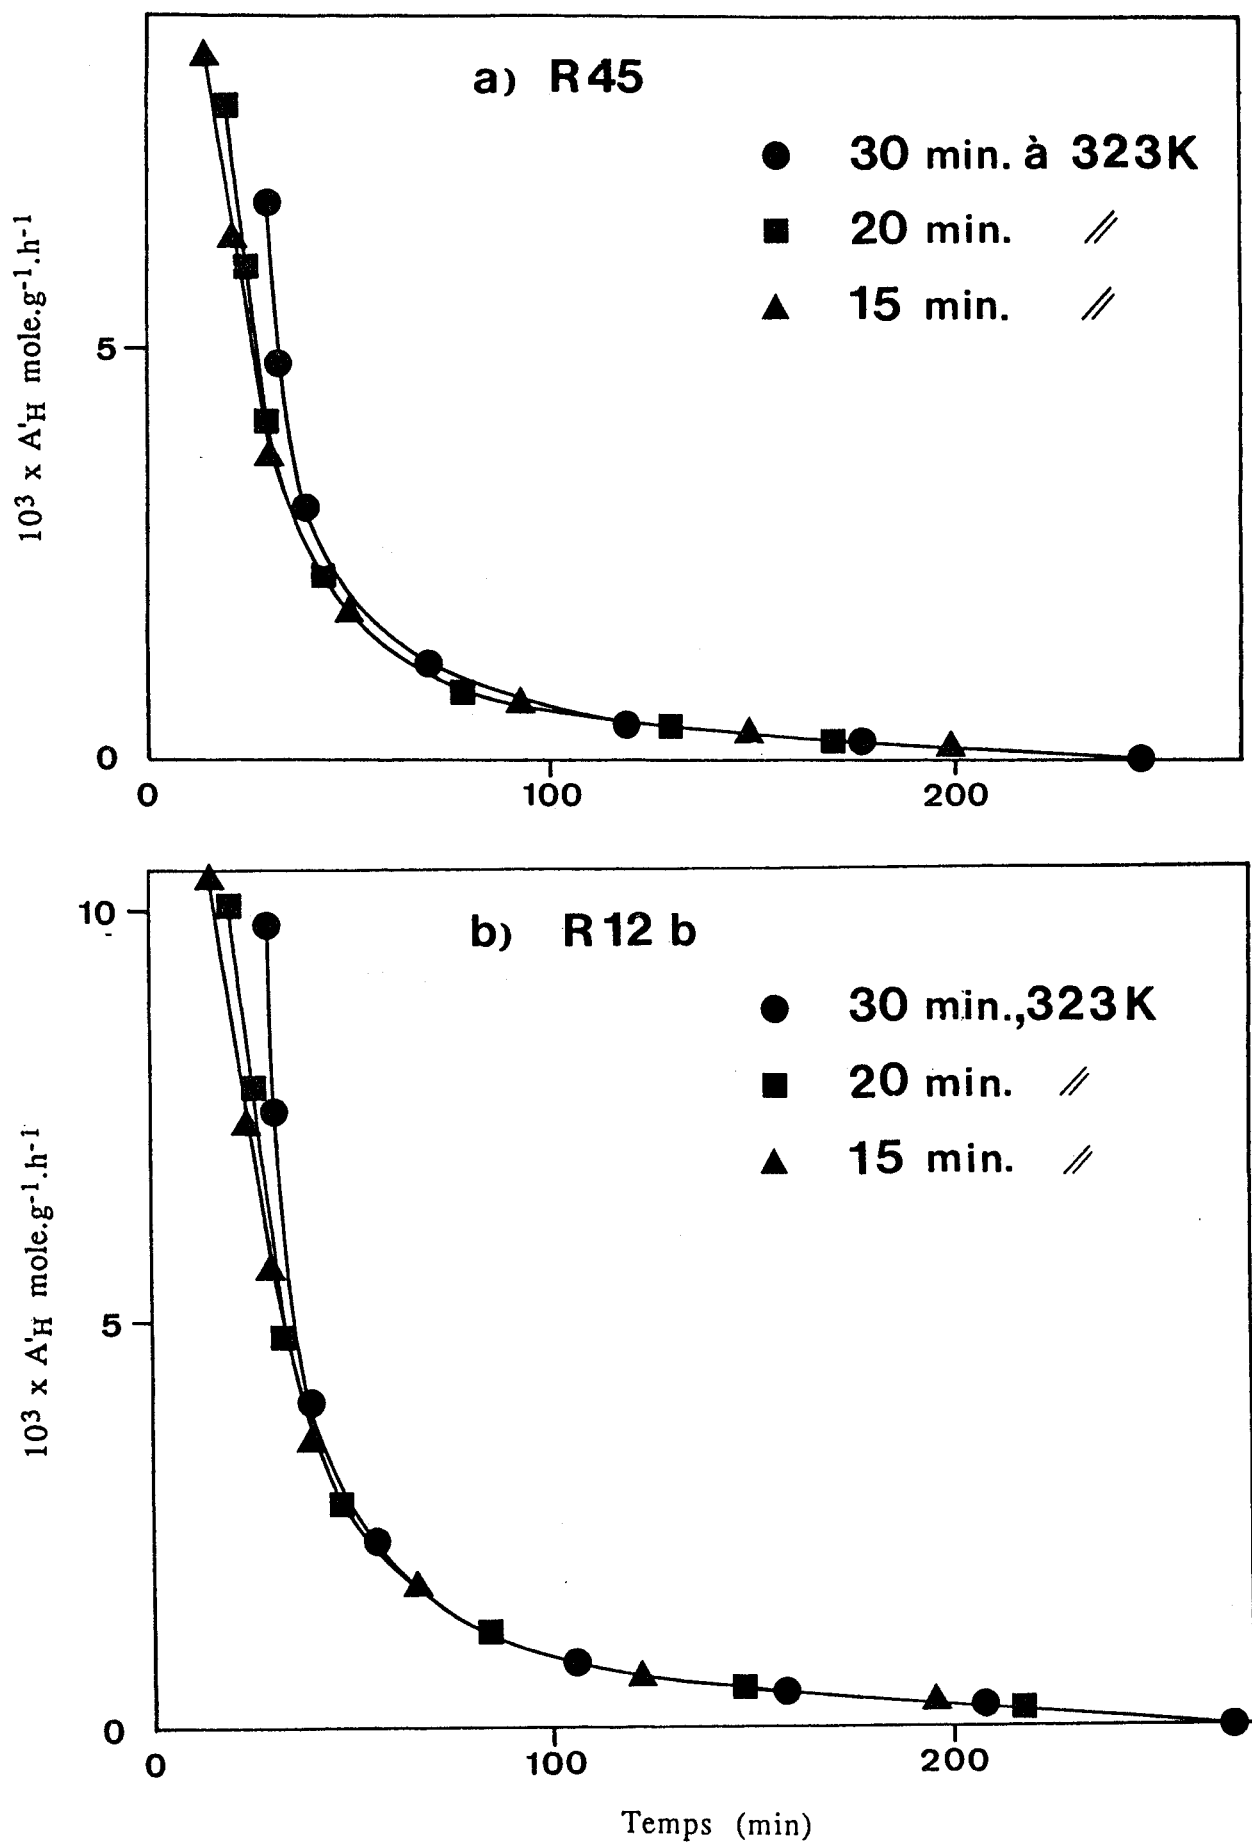 a) R45
30 min. à 323K
20 min. //
15 min. //
10³ x A'H mole.g⁻¹.h⁻¹
5
0
0 100 200
b) R12 b
30 min.,323K
20 min. //
15 min. //
10³ x A'H mole.g⁻¹.h⁻¹
10
5
0
0 100 200
Temps (min)